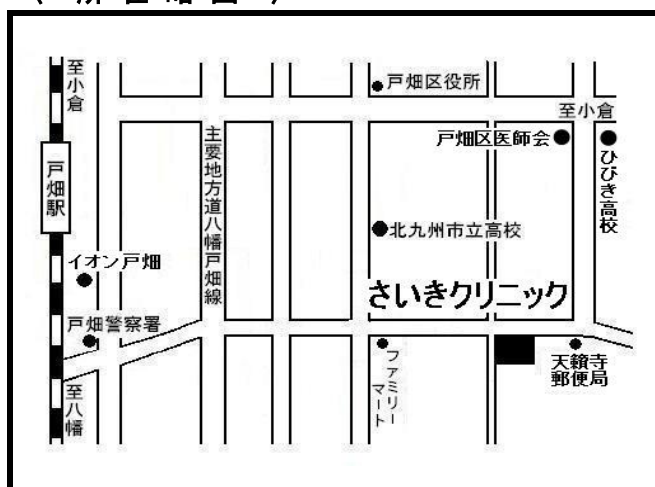 至小倉
戸畑区役所
至小倉
戸畑区医師会
ひびき高校
主要地方道八幡戸畑線
戸畑駅
北九州市立高校
イオン戸畑
さいきクリニック
戸畑警察署
ファミリーマート
天籟寺
郵便局
至八幡